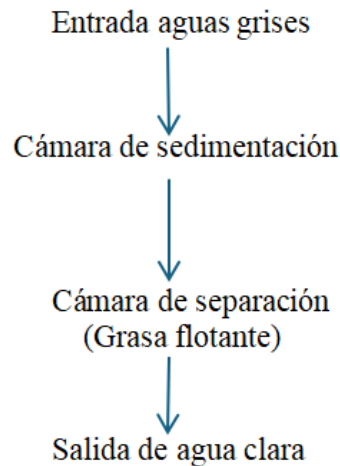 Entrada aguas grises
Cámara de sedimentación
Cámara de separación
(Grasa flotante)
Salida de agua clara